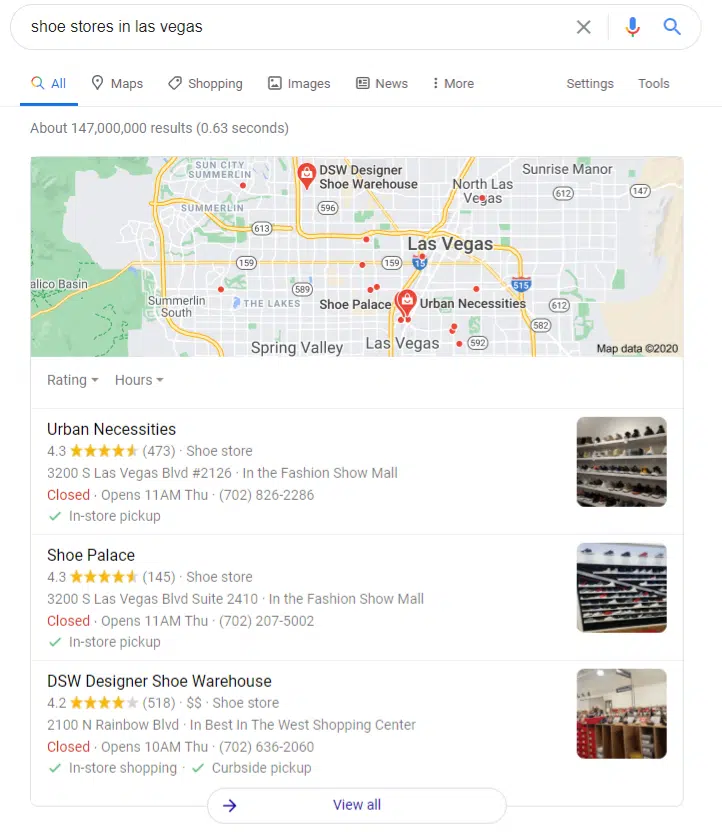 shoe stores in las vegas
All
Maps
Shopping
Images
News
More
Settings
Tools
About 147,000,000 results (0.63 seconds)
SUN CITY
SUMMERLIN
DSW Designer
Shoe Warehouse
Sunrise Manor
North Las
Vegas
612
147
596
SUMMERLIN
613
Las Vegas
159
159
15
515
alico Basin
589
Summerlin
South
THE LAKES
Shoe Palace
Urban Necessities
612
582
Spring Valley
Las Vegas
592
Map data ©2020
Rating
Hours
Urban Necessities
4.3 (473) · Shoe store
3200 S Las Vegas Blvd #2126 · In the Fashion Show Mall
Closed · Opens 11AM Thu · (702) 826-2286
In-store pickup
Shoe Palace
4.3 (145) · Shoe store
3200 S Las Vegas Blvd Suite 2410 · In the Fashion Show Mall
Closed · Opens 11AM Thu · (702) 207-5002
In-store pickup
DSW Designer Shoe Warehouse
4.2 (518) · $$ · Shoe store
2100 N Rainbow Blvd · In Best In The West Shopping Center
Closed · Opens 10AM Thu · (702) 636-2060
In-store shopping · Curbside pickup
View all